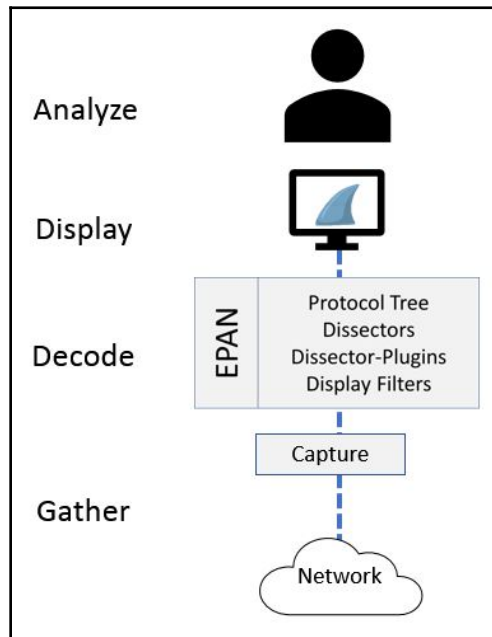 Analyze
Display
Decode
EPAN
Protocol Tree
Dissectors
Dissector-Plugins
Display Filters
Capture
Gather
Network